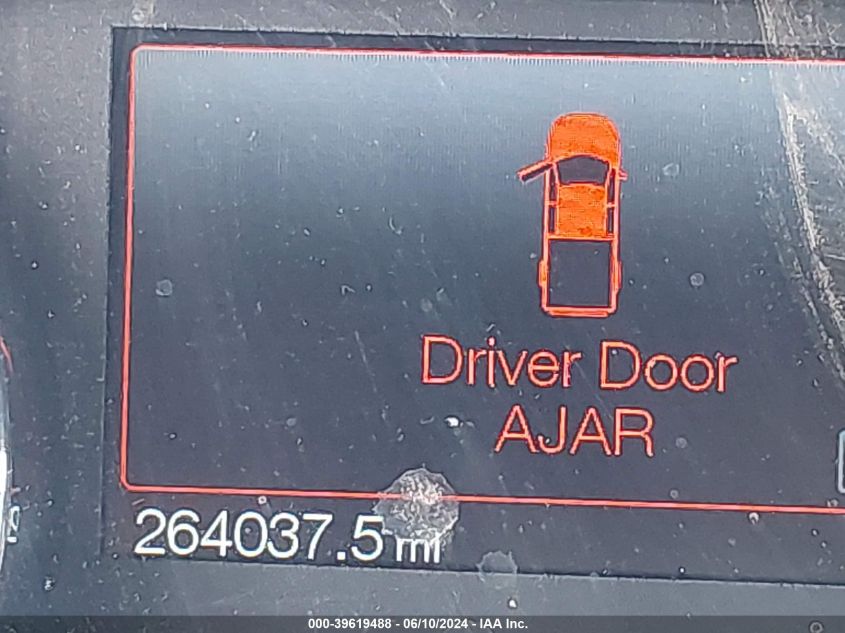 Driver Door
AJAR
264037.5 mi
000-39619488 - 06/10/2024 - IAA Inc.